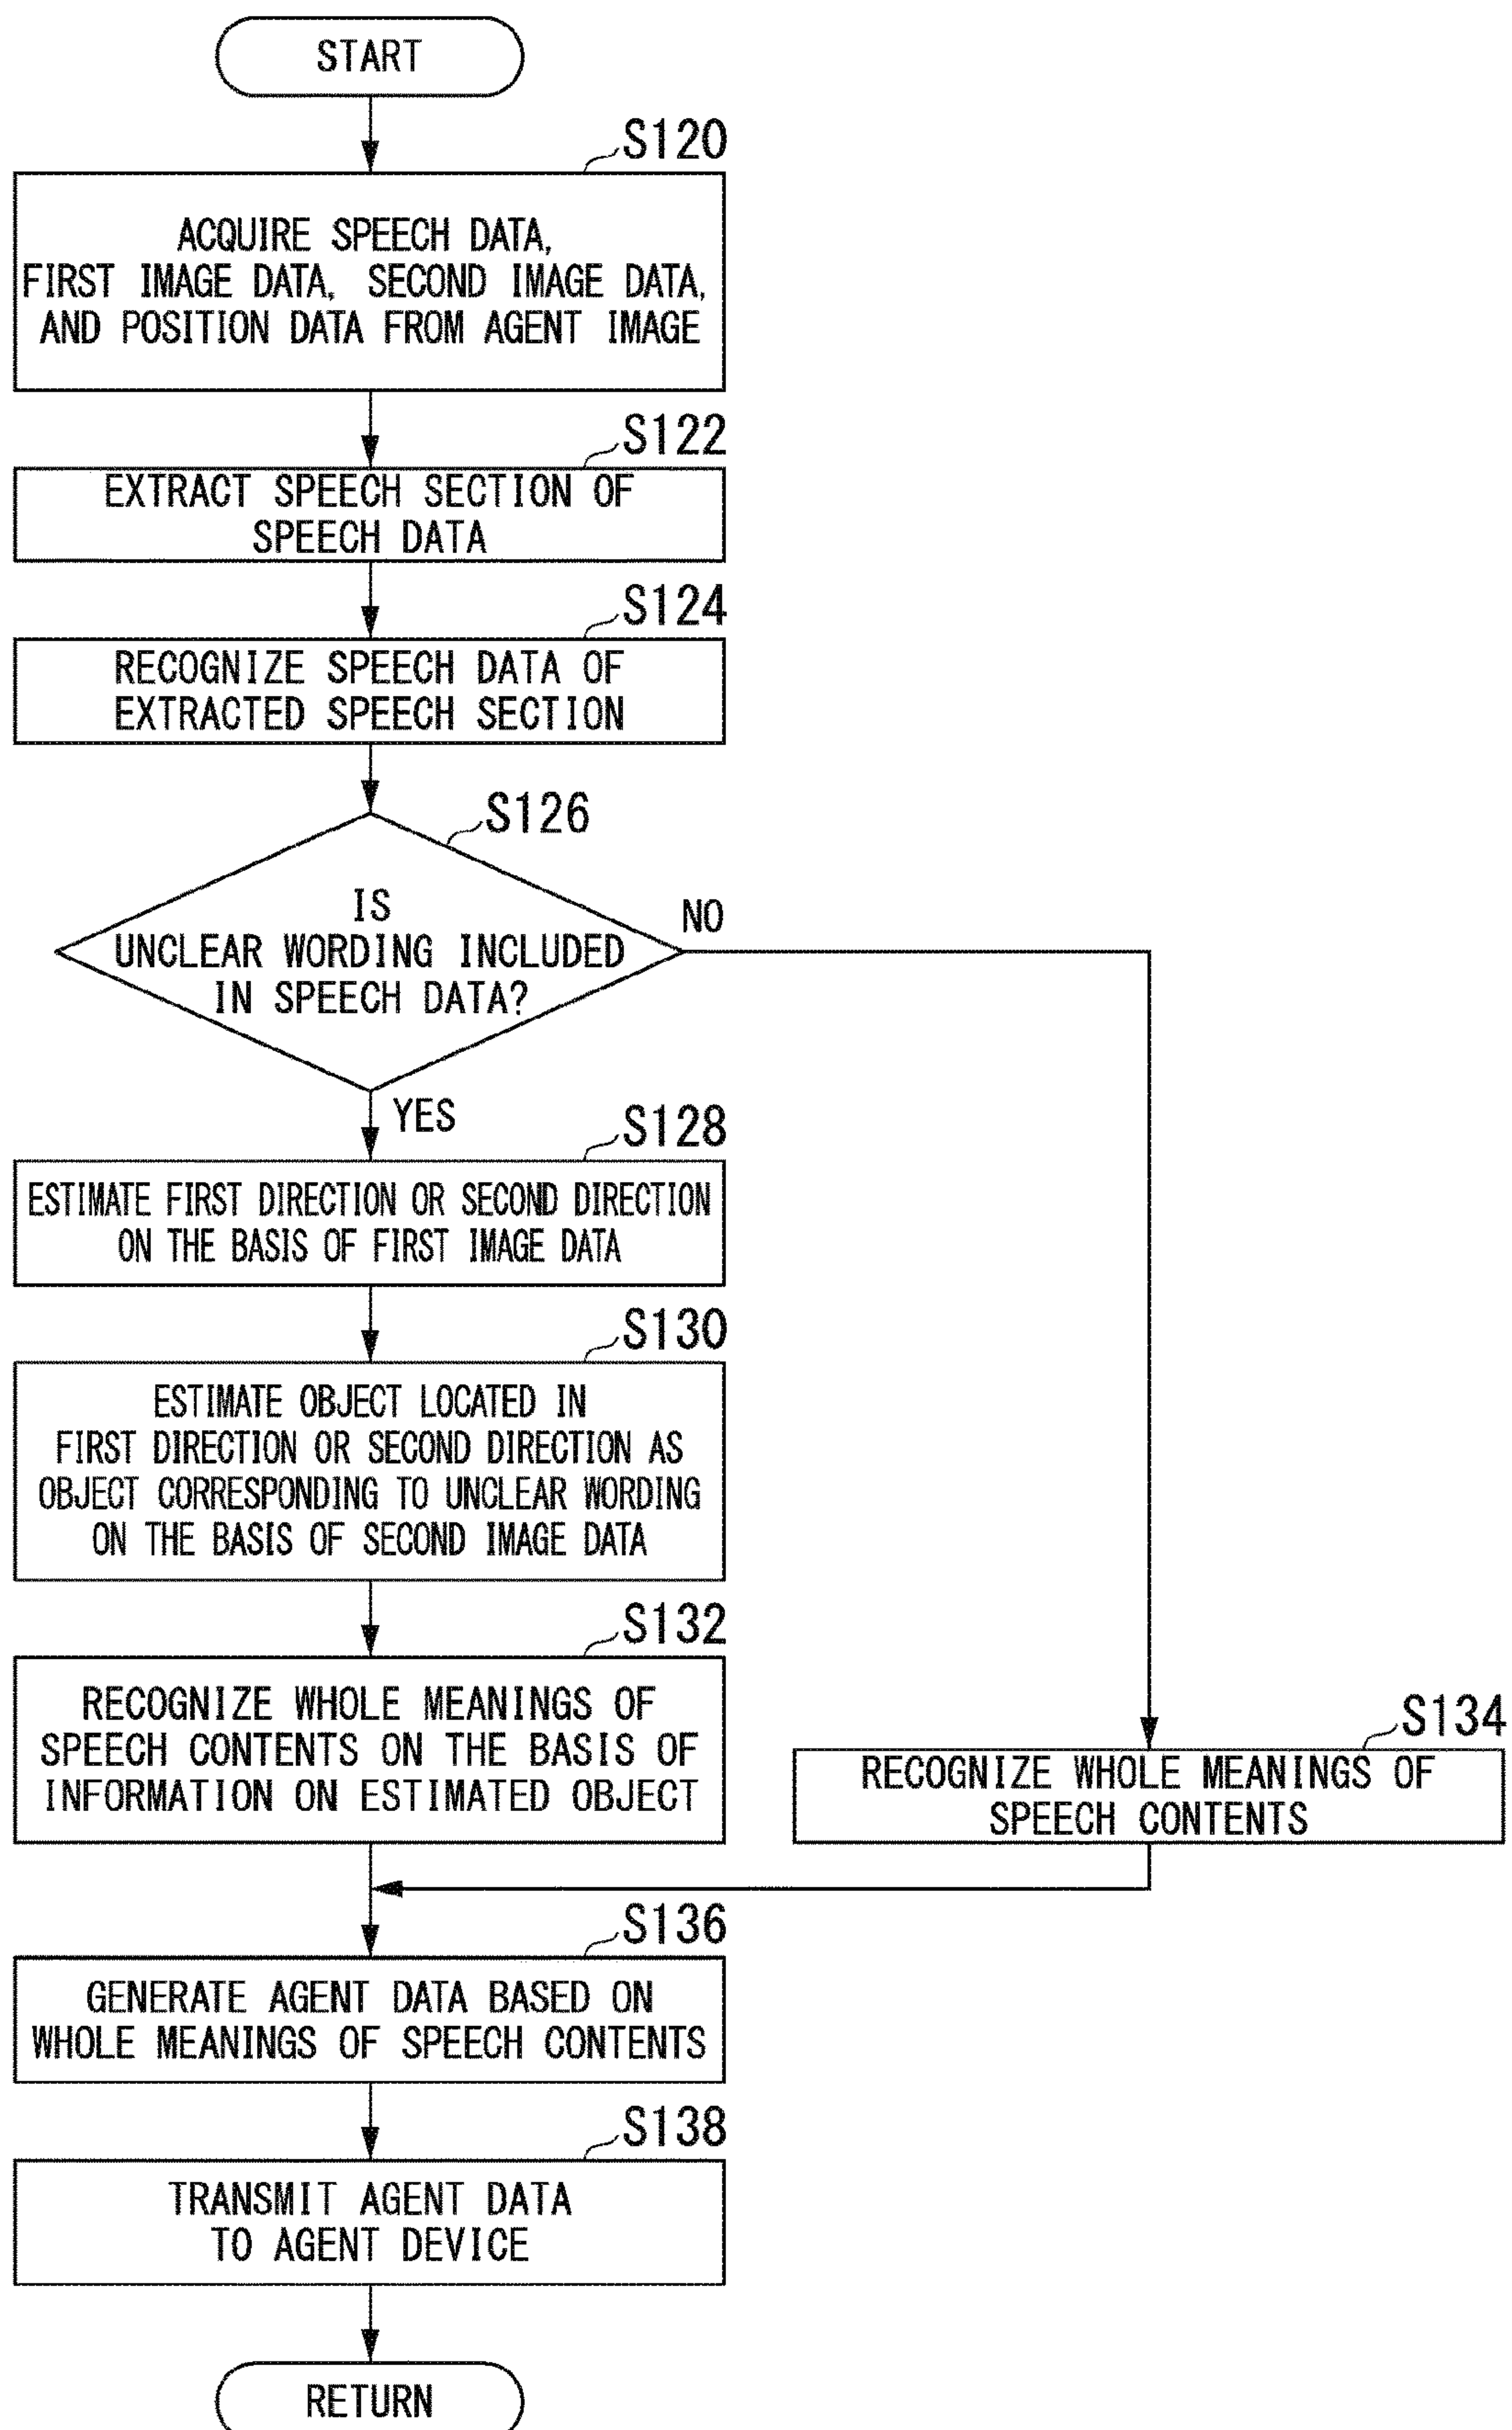 START
S120
ACQUIRE SPEECH DATA,
FIRST IMAGE DATA, SECOND IMAGE DATA,
AND POSITION DATA FROM AGENT IMAGE
S122
EXTRACT SPEECH SECTION OF
SPEECH DATA
S124
RECOGNIZE SPEECH DATA OF
EXTRACTED SPEECH SECTION
S126
IS
UNCLEAR WORDING INCLUDED
IN SPEECH DATA?
NO
YES
S128
ESTIMATE FIRST DIRECTION OR SECOND DIRECTION
ON THE BASIS OF FIRST IMAGE DATA
S130
ESTIMATE OBJECT LOCATED IN
FIRST DIRECTION OR SECOND DIRECTION AS
OBJECT CORRESPONDING TO UNCLEAR WORDING
ON THE BASIS OF SECOND IMAGE DATA
S132
RECOGNIZE WHOLE MEANINGS OF
SPEECH CONTENTS ON THE BASIS OF
INFORMATION ON ESTIMATED OBJECT
S134
RECOGNIZE WHOLE MEANINGS OF
SPEECH CONTENTS
S136
GENERATE AGENT DATA BASED ON
WHOLE MEANINGS OF SPEECH CONTENTS
S138
TRANSMIT AGENT DATA
TO AGENT DEVICE
RETURN